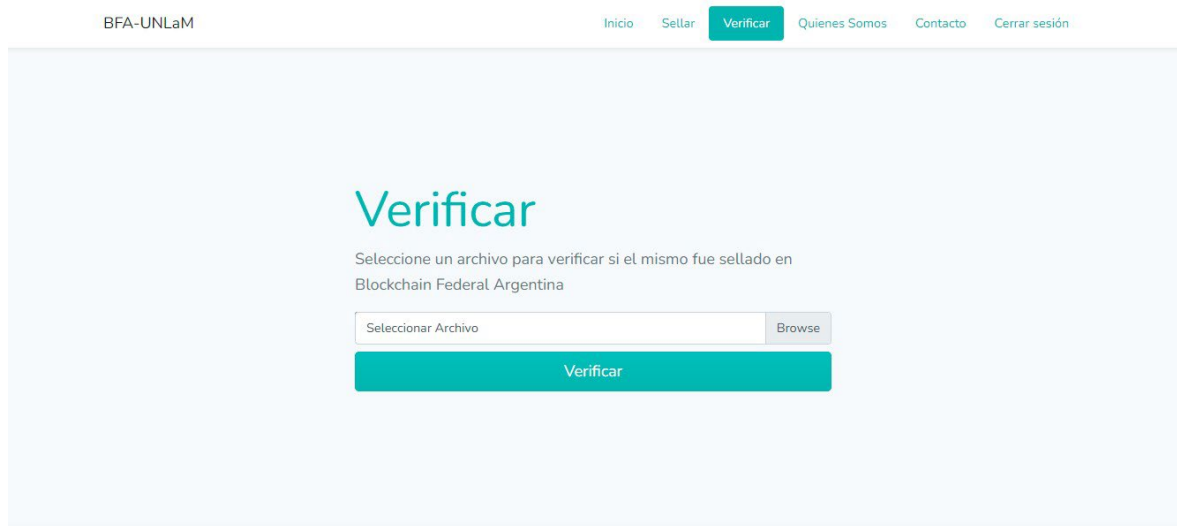 BFA-UNLaM
Inicio Sellar Verificar Quienes Somos Contacto Cerrar sesión
Verificar
Seleccione un archivo para verificar si el mismo fue sellado en
Blockchain Federal Argentina
Seleccionar Archivo Browse
Verificar